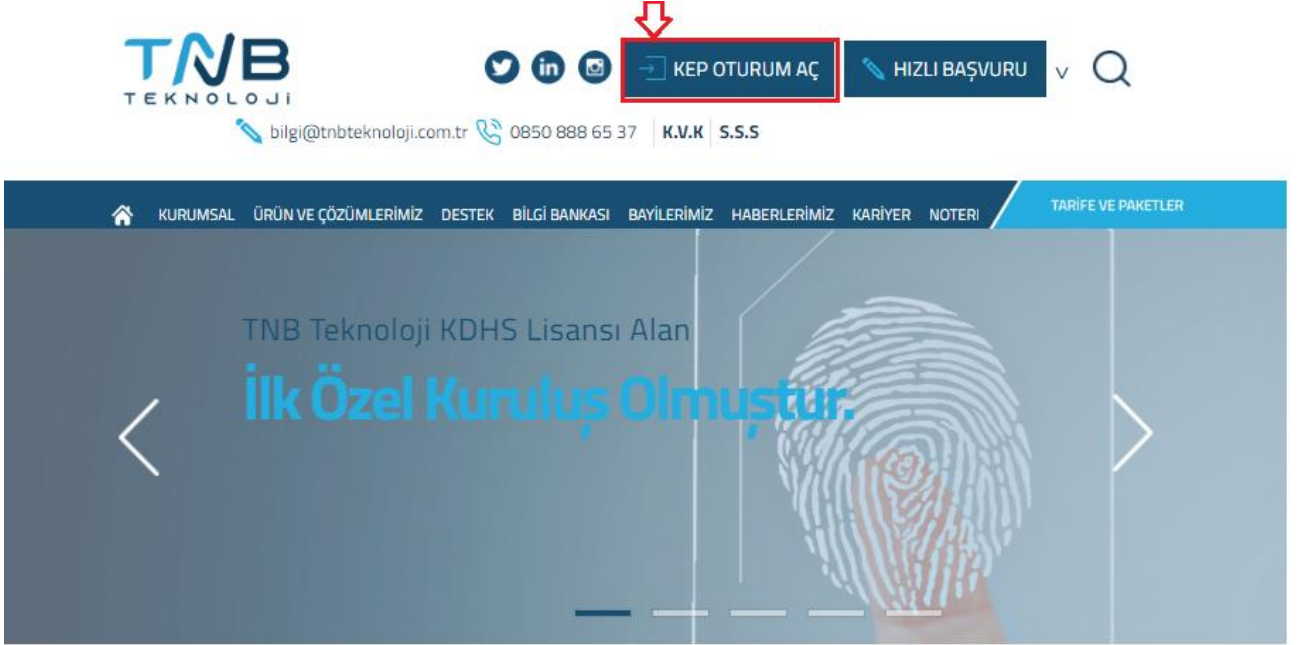 TNB
TEKNOLOJİ
KEP OTURUM AÇ
HIZLI BAŞVURU
V
bilgi@tnbteknoloji.com.tr 0850 888 65 37 K.V.K S.S.S
KURUMSAL ÜRÜN VE ÇÖZÜMLERİMİZ DESTEK BİLGİ BANKASI BAYİLERİMİZ HABERLERİMİZ KARİYER NOTERİ TARİFE VE PAKETLER
TNB Teknoloji KDHS Lisansı Alan
İlk Özel Kuruluş Olmuştur.